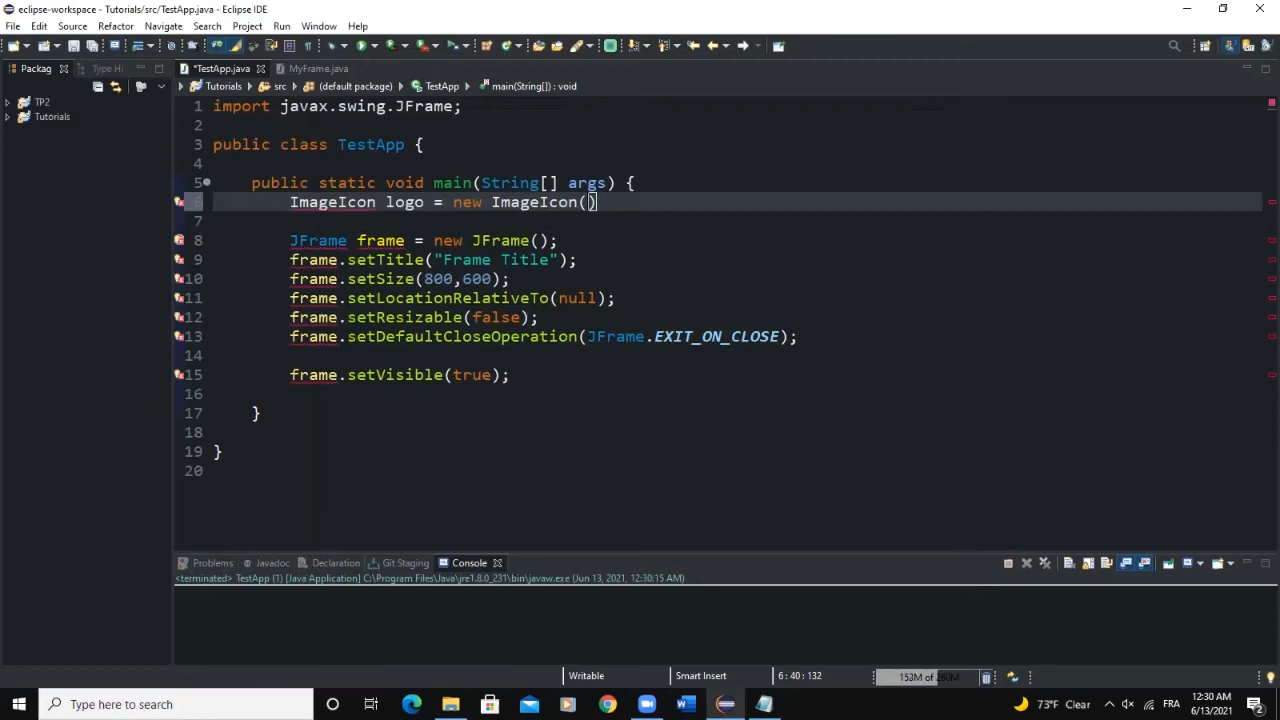 eclipse-workspace - Tutorials/src/TestApp.java - Eclipse IDE
File Edit Source Refactor Navigate Search Project Run Window Help
Packag Type Hi *TestApp.java MyFrame.java
Tutorials src (default package) TestApp main(String[]) : void
TP2
Tutorials
1 import javax.swing.JFrame;
2
3 public class TestApp {
4
5 public static void main(String[] args) {
6 ImageIcon logo = new ImageIcon()
7
8 JFrame frame = new JFrame();
9 frame.setTitle("Frame Title");
10 frame.setSize(800,600);
11 frame.setLocationRelativeTo(null);
12 frame.setResizable(false);
13 frame.setDefaultCloseOperation(JFrame.EXIT_ON_CLOSE);
14
15 frame.setVisible(true);
16
17 }
18
19 }
20
Problems Javadoc Declaration Git Staging Console
<terminated> TestApp (1) [Java Application] C:\Program Files\Java\jre1.8.0_231\bin\javaw.exe (Jun 13, 2021, 12:30:15 AM)
Writable Smart Insert 6 : 40 : 132 153M of 260M
Type here to search 73°F Clear FRA 12:30 AM
6/13/2021 2